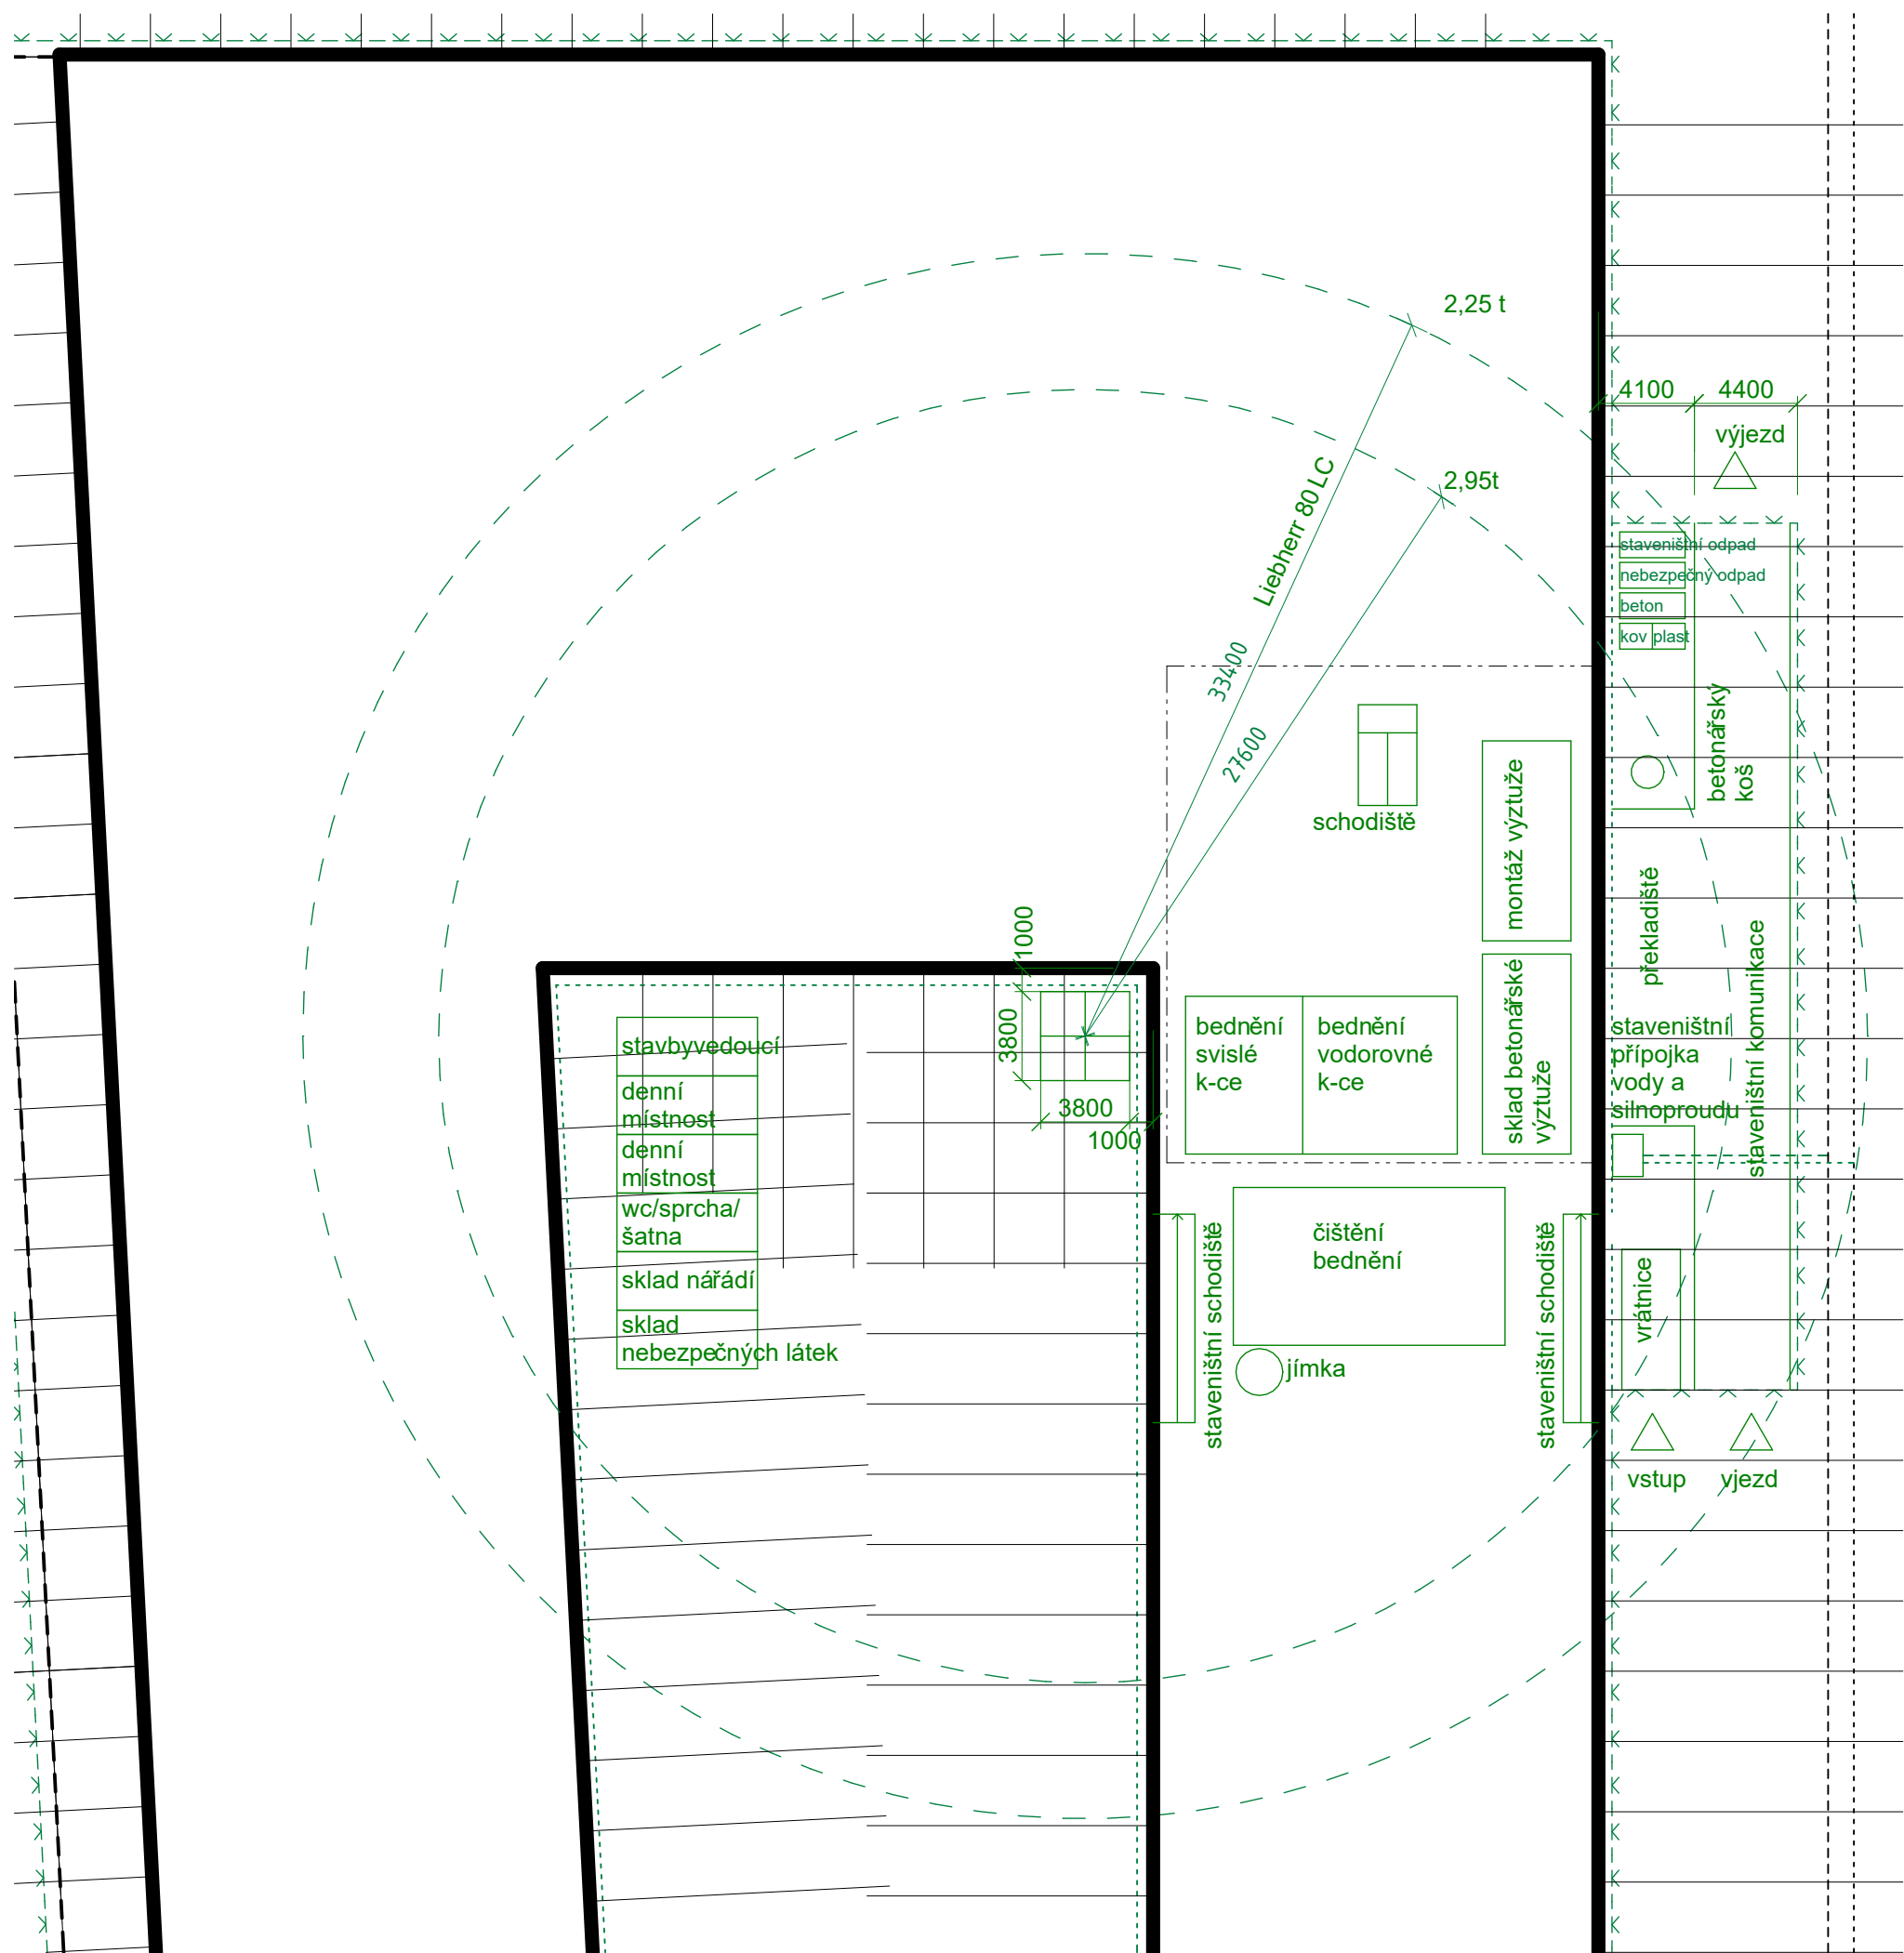 2,25 t
4100
4400
výjezd
2,95t
Liebherr 80 LC
staveništní odpad
nebezpečný odpad
beton
kov
plast
33400
27600
betonářský
koš
schodiště
montáž výztuže
překladiště
staveništní komunikace
1000
3800
3800
1000
bednění
svislé
k-ce
bednění
vodorovné
k-ce
sklad betonářské
výztuže
staveništní
přípojka
vody a
silnoproudu
stavbyvedoucí
denní
místnost
denní
místnost
wc/sprcha/
šatna
sklad nářádí
sklad
nebezpečných látek
staveništní schodiště
čištění
bednění
staveništní schodiště
vrátnice
jímka
vstup
vjezd